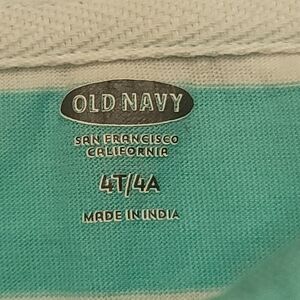 OLD NAVY
SAN FRANCISCO
CALIFORNIA
4T/4A
MADE IN INDIA